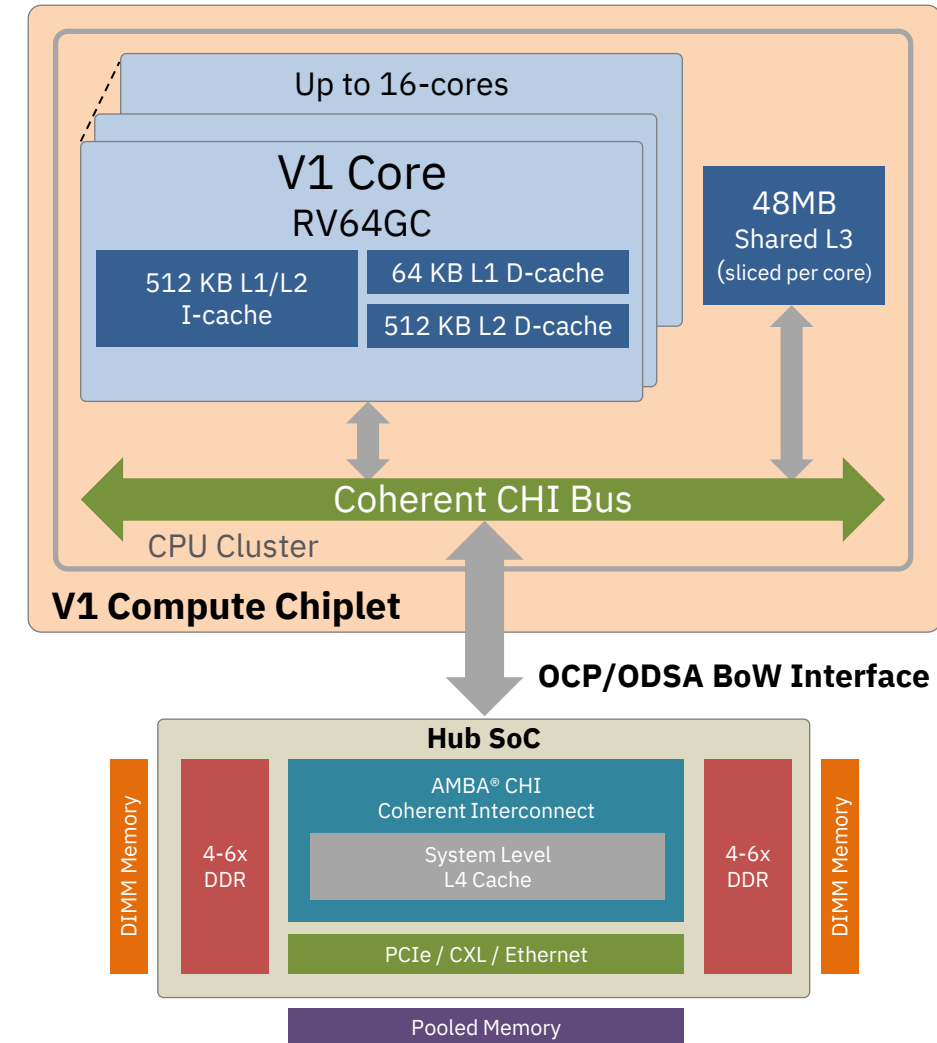 Up to 16-cores
V1 Core
RV64GC
512 KB L1/L2
I-cache
64 KB L1 D-cache
512 KB L2 D-cache
48MB
Shared L3
(sliced per core)
Coherent CHI Bus
CPU Cluster
V1 Compute Chiplet
OCP/ODSA BoW Interface
Hub SoC
DIMM Memory
4-6x
DDR
AMBA® CHI
Coherent Interconnect
System Level
L4 Cache
PCIe / CXL / Ethernet
4-6x
DDR
DIMM Memory
Pooled Memory